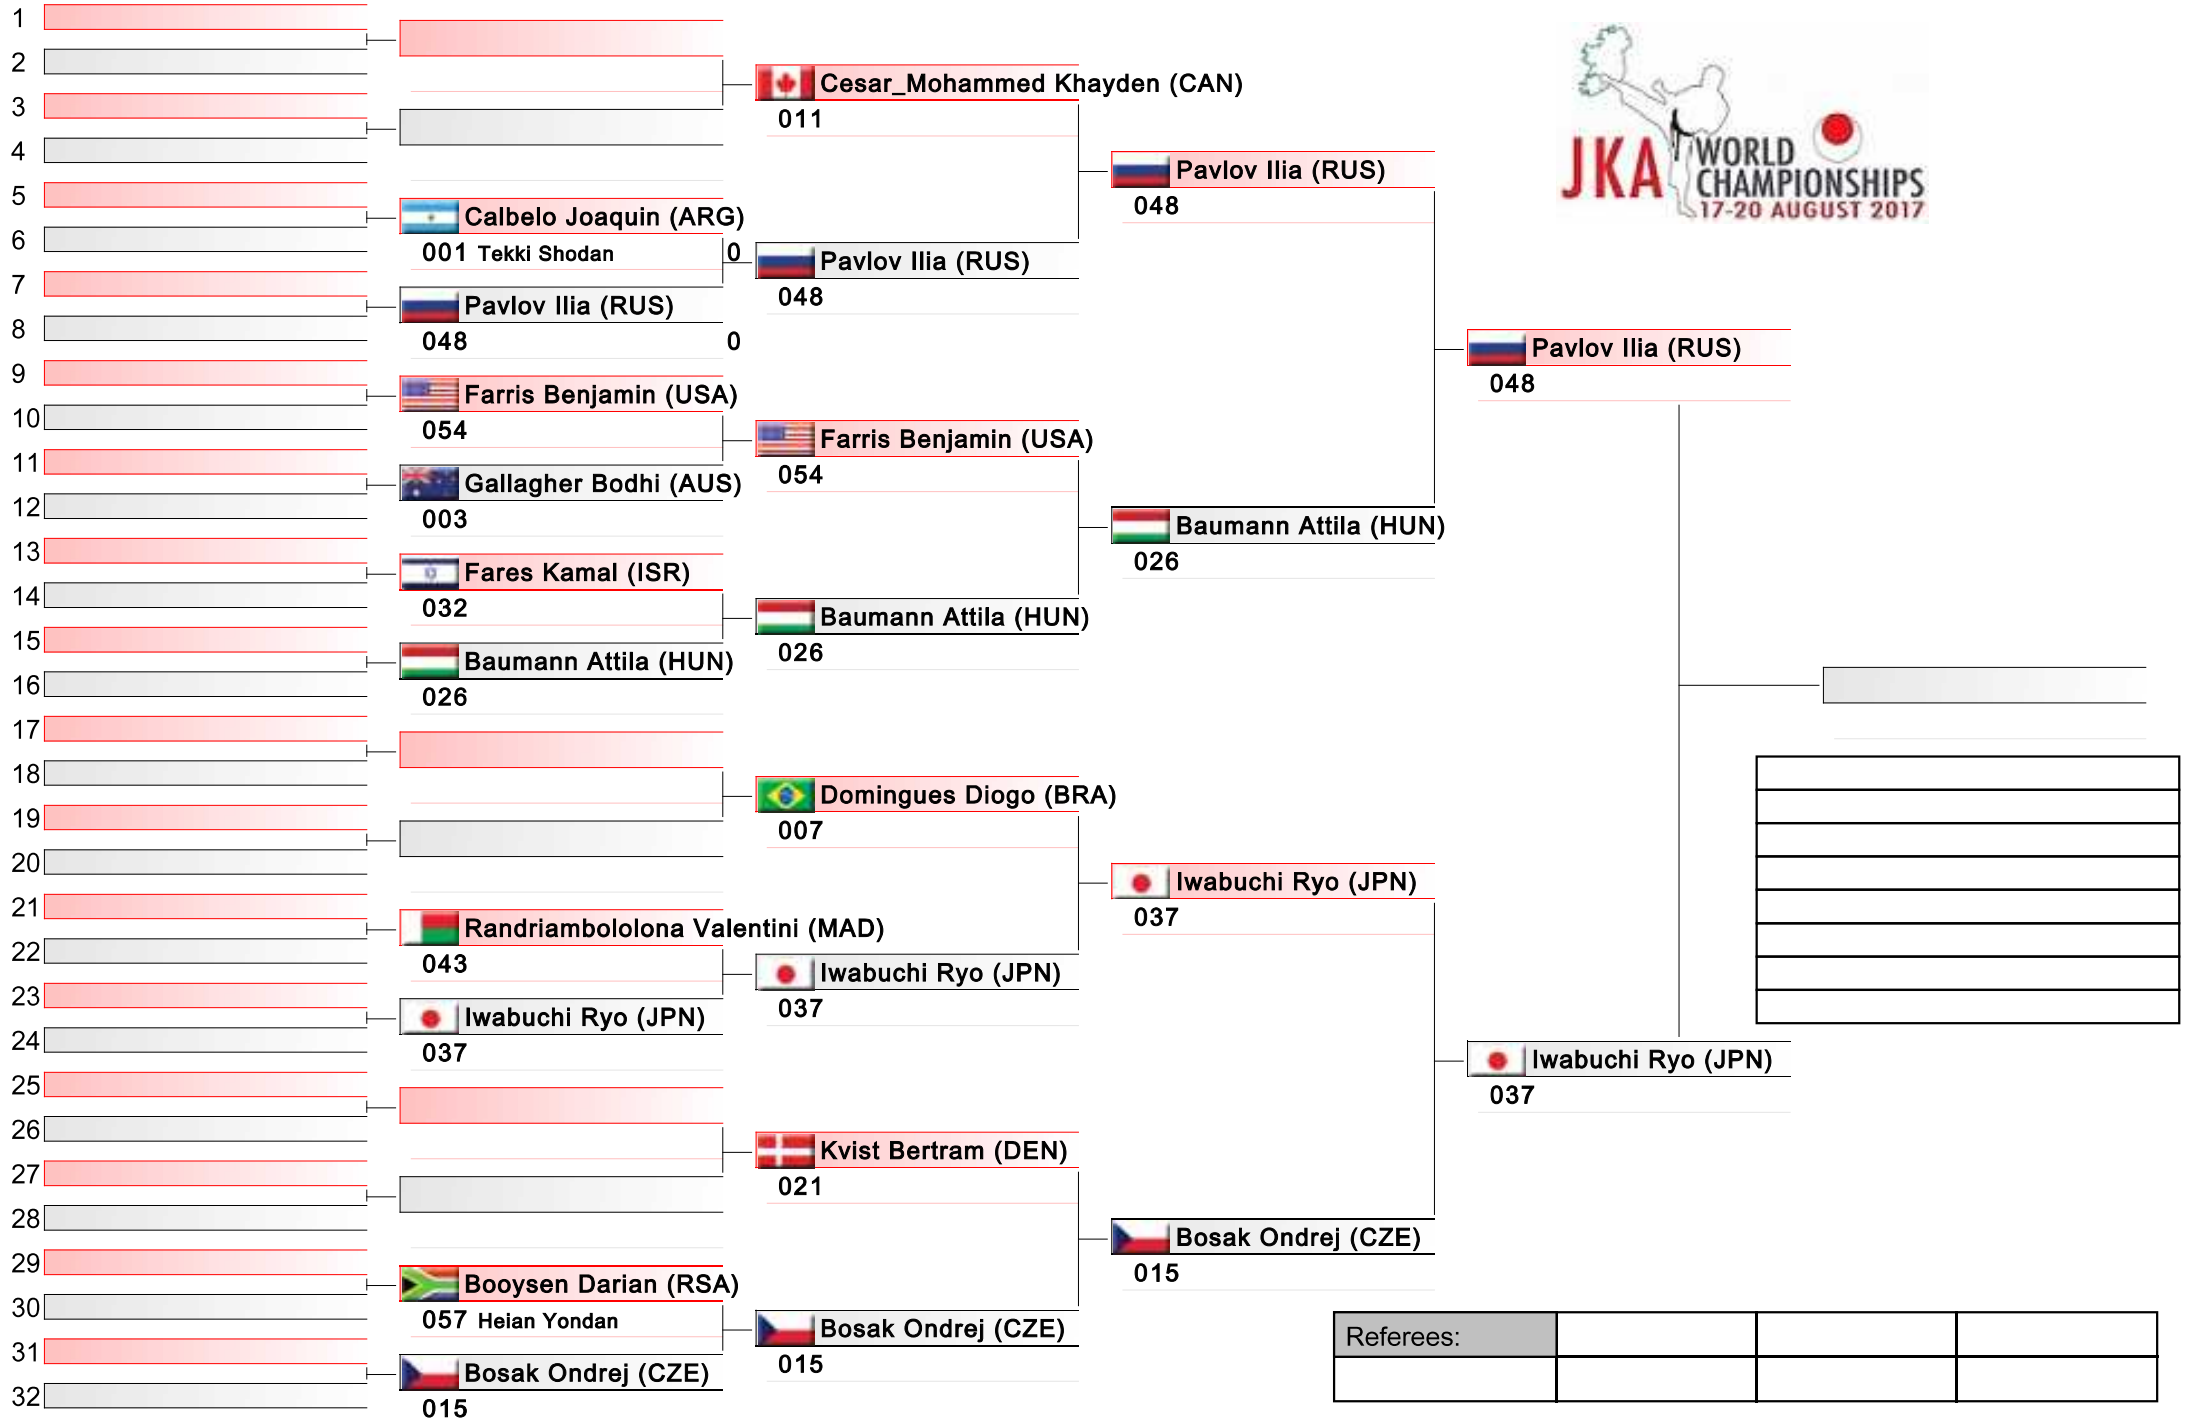 1
2
3
4
5
6
7
8
9
10
11
12
13
14
15
16
17
18
19
20
21
22
23
24
25
26
27
28
29
30
31
32
Calbelo Joaquin (ARG)
001 Tekki Shodan 0
Pavlov Ilia (RUS)
048 0
Farris Benjamin (USA)
054
Gallagher Bodhi (AUS)
003
Fares Kamal (ISR)
032
Baumann Attila (HUN)
026
Randriambololona Valentini (MAD)
043
Iwabuchi Ryo (JPN)
037
Booysen Darian (RSA)
057 Heian Yondan
Bosak Ondrej (CZE)
015
Cesar_Mohammed Khayden (CAN)
011
Pavlov Ilia (RUS)
048
Farris Benjamin (USA)
054
Baumann Attila (HUN)
026
Domingues Diogo (BRA)
007
Iwabuchi Ryo (JPN)
037
Kvist Bertram (DEN)
021
Bosak Ondrej (CZE)
015
Pavlov Ilia (RUS)
048
Baumann Attila (HUN)
026
Iwabuchi Ryo (JPN)
037
Bosak Ondrej (CZE)
015
Pavlov Ilia (RUS)
048
Iwabuchi Ryo (JPN)
037
JKA WORLD
CHAMPIONSHIPS
17-20 AUGUST 2017
Referees: